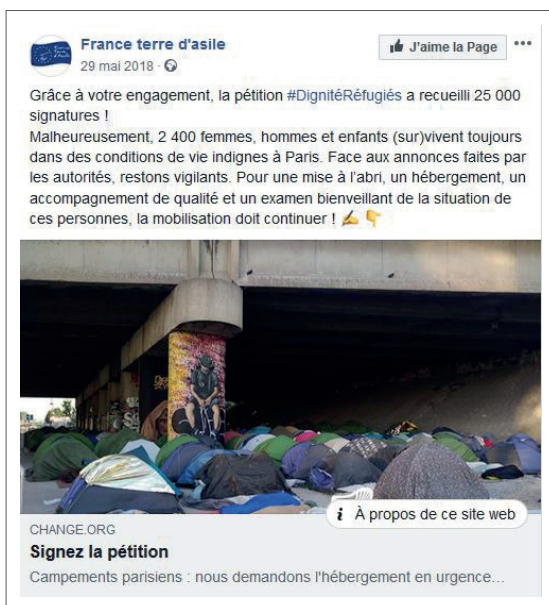 France terre d'asile
J'aime la Page
29 mai 2018
Grâce à votre engagement, la pétition #DignitéRéfugiés a recueilli 25 000
signatures !
Malheureusement, 2 400 femmes, hommes et enfants (sur)vivent toujours
dans des conditions de vie indignes à Paris. Face aux annonces faites par
les autorités, restons vigilants. Pour une mise à l'abri, un hébergement, un
accompagnement de qualité et un examen bienveillant de la situation de
ces personnes, la mobilisation doit continuer ! ✍️ 👇
i À propos de ce site web
CHANGE.ORG
Signez la pétition
Campements parisiens : nous demandons l'hébergement en urgence...